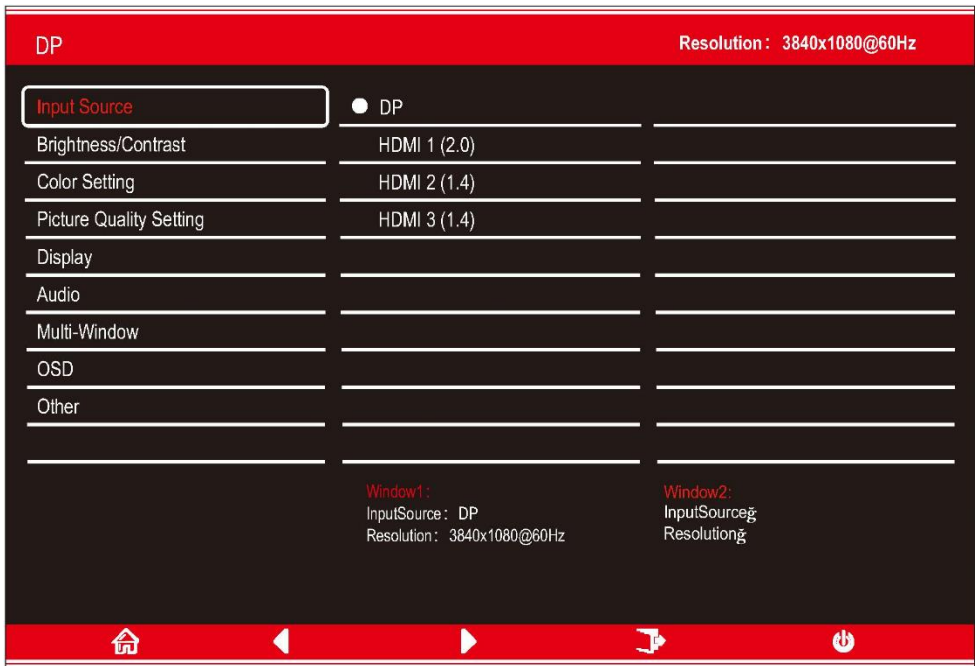 DP
Resolution： 3840x1080@60Hz
Input Source
DP
Brightness/Contrast
HDMI 1 (2.0)
Color Setting
HDMI 2 (1.4)
Picture Quality Setting
HDMI 3 (1.4)
Display
Audio
Multi-Window
OSD
Other
Window1：
InputSource： DP
Resolution： 3840x1080@60Hz
Window2:
InputSourceğ
Resolutionğ